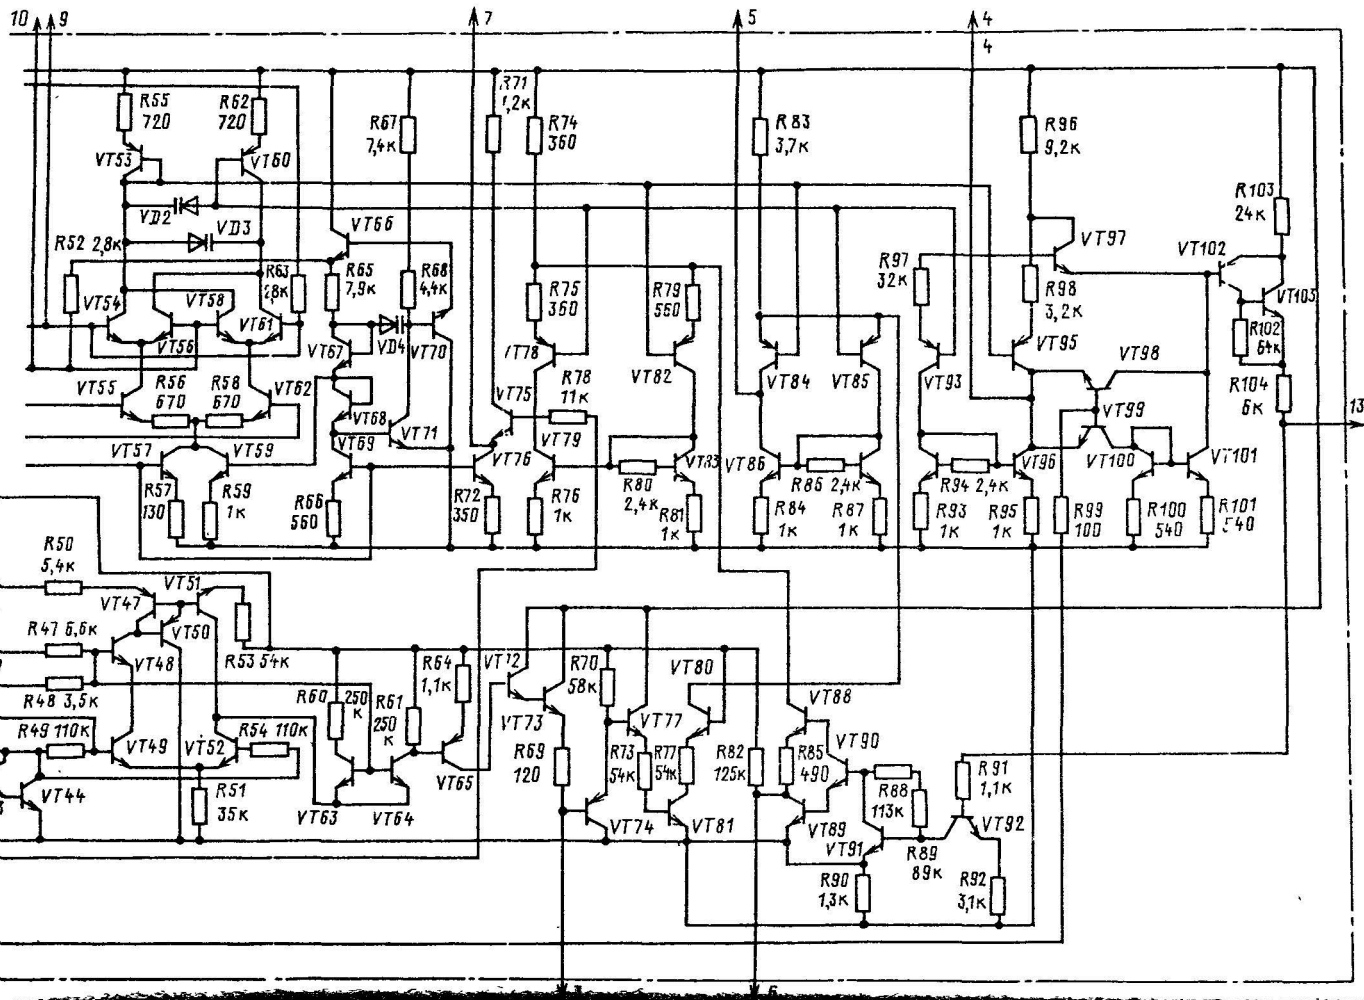 10 9 7 5 4
4
R55 720
R62 720
R67 7,4к
R71 1,2к
R74 360
R83 3,7к
R96 9,2к
VT53
VT60
R103 24к
VD2
VD3
VT66
R52 2,8к
VT97
VT102
R63
R65 7,9к
R68 4,4к
R75 360
R79 560
R97 32к
R98 3,2к
VT103
VT54
VT58
VT56
VT61
VD4
R102 64к
VT67
VT70
VT78
VT82
VT84
VT85
VT93
VT95
VT98
VT55
R56 670
R58 670
VT62
R78 11к
R104 6к
VT68
VT75
VT99
13
VT57
VT59
VT69
VT71
VT76
VT79
VT83
VT86
VT96
VT100
VT101
R57 130
R59 1к
R66 560
R72 350
R76 1к
R80 2,4к
R81 1к
R86 2,4к
R84 1к
R87 1к
R94 2,4к
R93 1к
R95 1к
R99 100
R100 540
R101 540
R50 5,4к
VT51
VT47
VT50
R47 6,6к
VT48
R53 54к
R48 3,5к
R60 250к
R61 250к
R64 1,1к
VT72
R70 58к
VT80
VT88
VT73
VT77
R49 110к
VT49
VT52
R54 110к
VT65
R69 120
R73 54к
R77 54к
R82 125к
R85 490
VT90
R91 1,1к
R88 113к
VT44
R51 35к
VT63
VT64
VT74
VT81
VT89
VT91
VT92
R89 89к
R90 1,3к
R92 3,1к
6